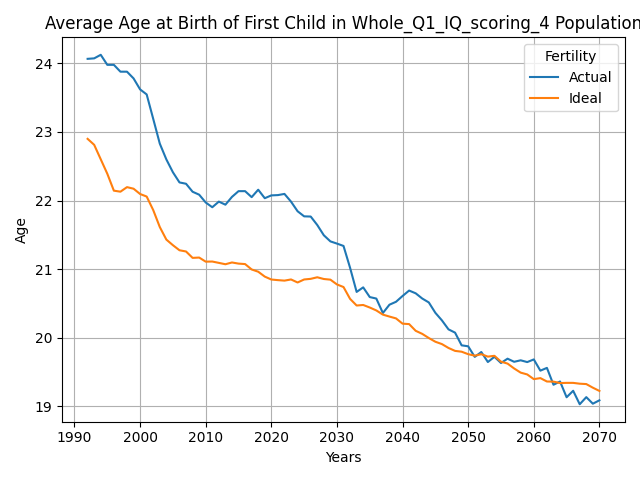 Average Age at Birth of First Child in Whole_Q1_IQ_scoring_4 Population
Fertility
Actual
Ideal
24
23
22
21
20
19
Age
1990
2000
2010
2020
2030
2040
2050
2060
2070
Years